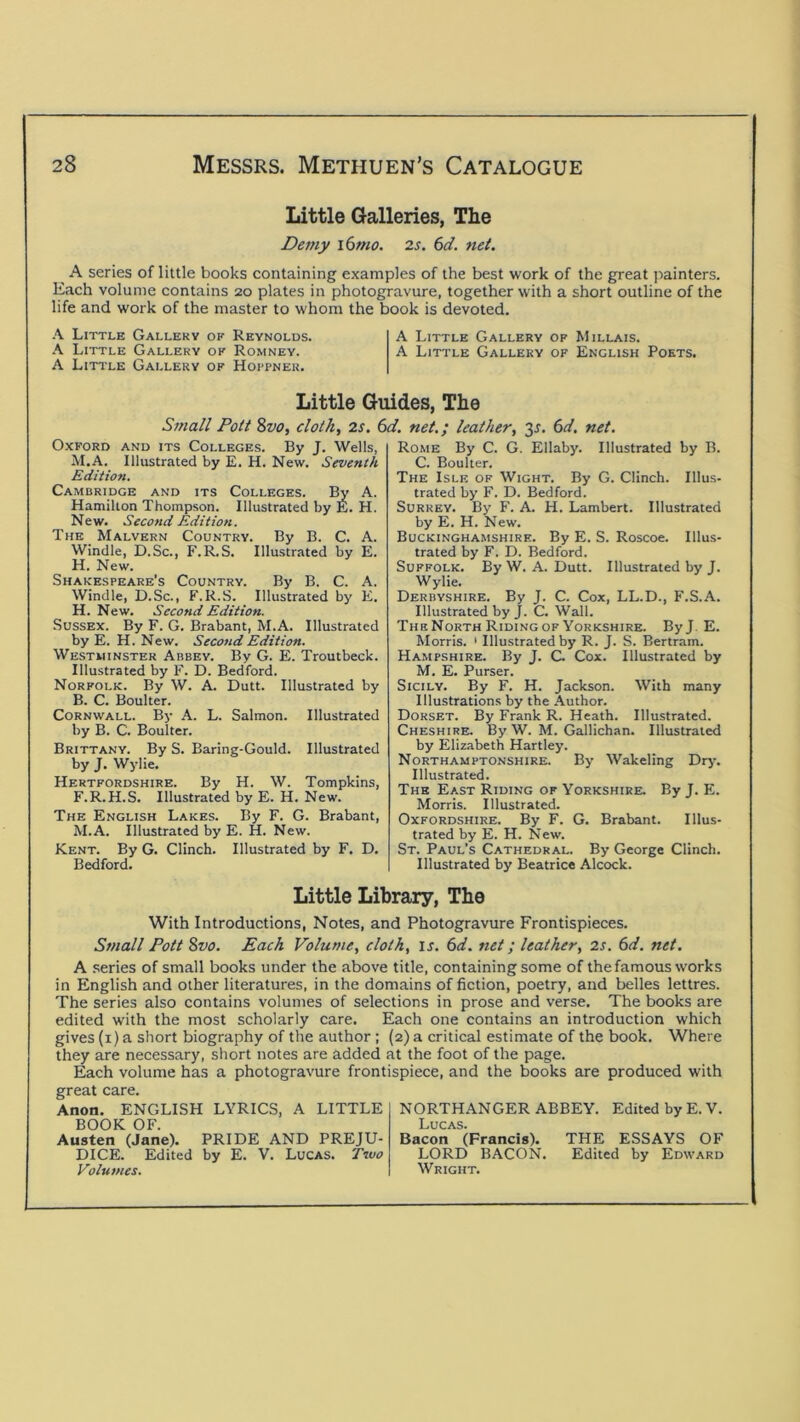 28 MESSRS. METHUEN'S CATALOGUE
Little Galleries, The
Demy 16mo. 2s. 6d. net.
A series of little books containing examples of the best work of the great painters.
Each volume contains 20 plates in photogravure, together with a short outline of the
life and work of the master to whom the book is devoted.
A LITTLE GALLERY OF REYNOLDS.
A LITTLE GALLERY OF ROMNEY.
A LITTLE GALLERY OF HOPPNER.
A LITTLE GALLERY OF MILLAIS.
A LITTLE GALLERY OF ENGLISH POETS.
Little Guides, The
Small Pott 8vo, cloth, 2s. 6d. net.; leather, 3s. 6d. net.
OXFORD AND ITS COLLEGES. By J. Wells,
M.A. Illustrated by E. H. New. Seventh
Edition.
CAMBRIDGE AND ITS COLLEGES. By A.
Hamilton Thompson. Illustrated by E. H.
New. Second Edition.
THE MALVERN COUNTRY. By B. C. A.
Windle, D.Sc., F.R.S. Illustrated by E.
H. New.
SHAKESPEARE'S COUNTRY. By B. C. A.
Windle, D.Sc., F.R.S. Illustrated by E.
H. New. Second Edition.
SUSSEX. By F. G. Brabant, M.A. Illustrated
by E. H. New. Second Edition.
WESTMINSTER ABBEY. By G. E. Troutbeck.
Illustrated by F. D. Bedford.
NORFOLK. By W. A. Dutt. Illustrated by
B. C. Boulter.
CORNWALL. By A. L. Salmon. Illustrated
by B. C. Boulter.
BRITTANY. By S. Baring-Gould. Illustrated
by J. Wylie.
HERTFORDSHIRE. By H. W. Tompkins,
F.R.H.S. Illustrated by E. H. New.
THE ENGLISH LAKES. By F. G. Brabant,
M.A. Illustrated by E. H. New.
KENT. By G. Clinch. Illustrated by F. D.
Bedford.
ROME By C. G. Ellaby. Illustrated by B.
C. Boulter.
THE ISLE OF WIGHT. By G. Clinch. Illus-
trated by F. D. Bedford.
SURREY. By F. A. H. Lambert. Illustrated
by E. H. New.
BUCKINGHAMSHIRE. By E. S. Roscoe. Illus-
trated by F. D. Bedford.
SUFFOLK. By W. A. Dutt. Illustrated by J.
Wylie.
DERBYSHIRE. By J. C. Cox, LL.D., F.S.A.
Illustrated by J. C. Wall.
THE NORTH RIDING OF YORKSHIRE. By J. E.
Morris. ' Illustrated by R. J. S. Bertram.
HAMPSHIRE. By J. C. Cox. Illustrated by
M. E. Purser.
SICILY. By F. H. Jackson. With many
Illustrations by the Author.
DORSET. By Frank R. Heath. Illustrated.
CHESHIRE. By W. M. Gallichan. Illustrated
by Elizabeth Hartley.
NORTHAMPTONSHIRE. By Wakeling Dry.
Illustrated.
THE EAST RIDING OF YORKSHIRE. By J. E.
Morris. Illustrated.
OXFORDSHIRE. By F. G. Brabant. Illus-
trated by E. H. New.
ST. PAUL'S CATHEDRAL. By George Clinch.
Illustrated by Beatrice Alcock.
Little Library, The
With Introductions, Notes, and Photogravure Frontispieces.
Small Pott 8vo. Each Volume, cloth, 1s. 6d. net; leather, 2s. 6d. net.
A series of small books under the above title, containing some of the famous works
in English and other literatures, in the domains of fiction, poetry, and belles lettres.
The series also contains volumes of selections in prose and verse. The books are
edited with the most scholarly care. Each one contains an introduction which
gives (1) a short biography of the author; (2) a critical estimate of the book. Where
they are necessary, short notes are added at the foot of the page.
Each volume has a photogravure frontispiece, and the books are produced with
great care.
Anon. ENGLISH LYRICS, A LITTLE
BOOK OF.
Austen (Jane). PRIDE AND PREJU-
DICE. Edited by E. V. LUCAS. Two
Volumes.
NORTHANGER ABBEY. Edited by E. V.
LUCAS.
Bacon (Francis). THE ESSAYS OF
LORD BACON. Edited by EDWARD
WRIGHT.